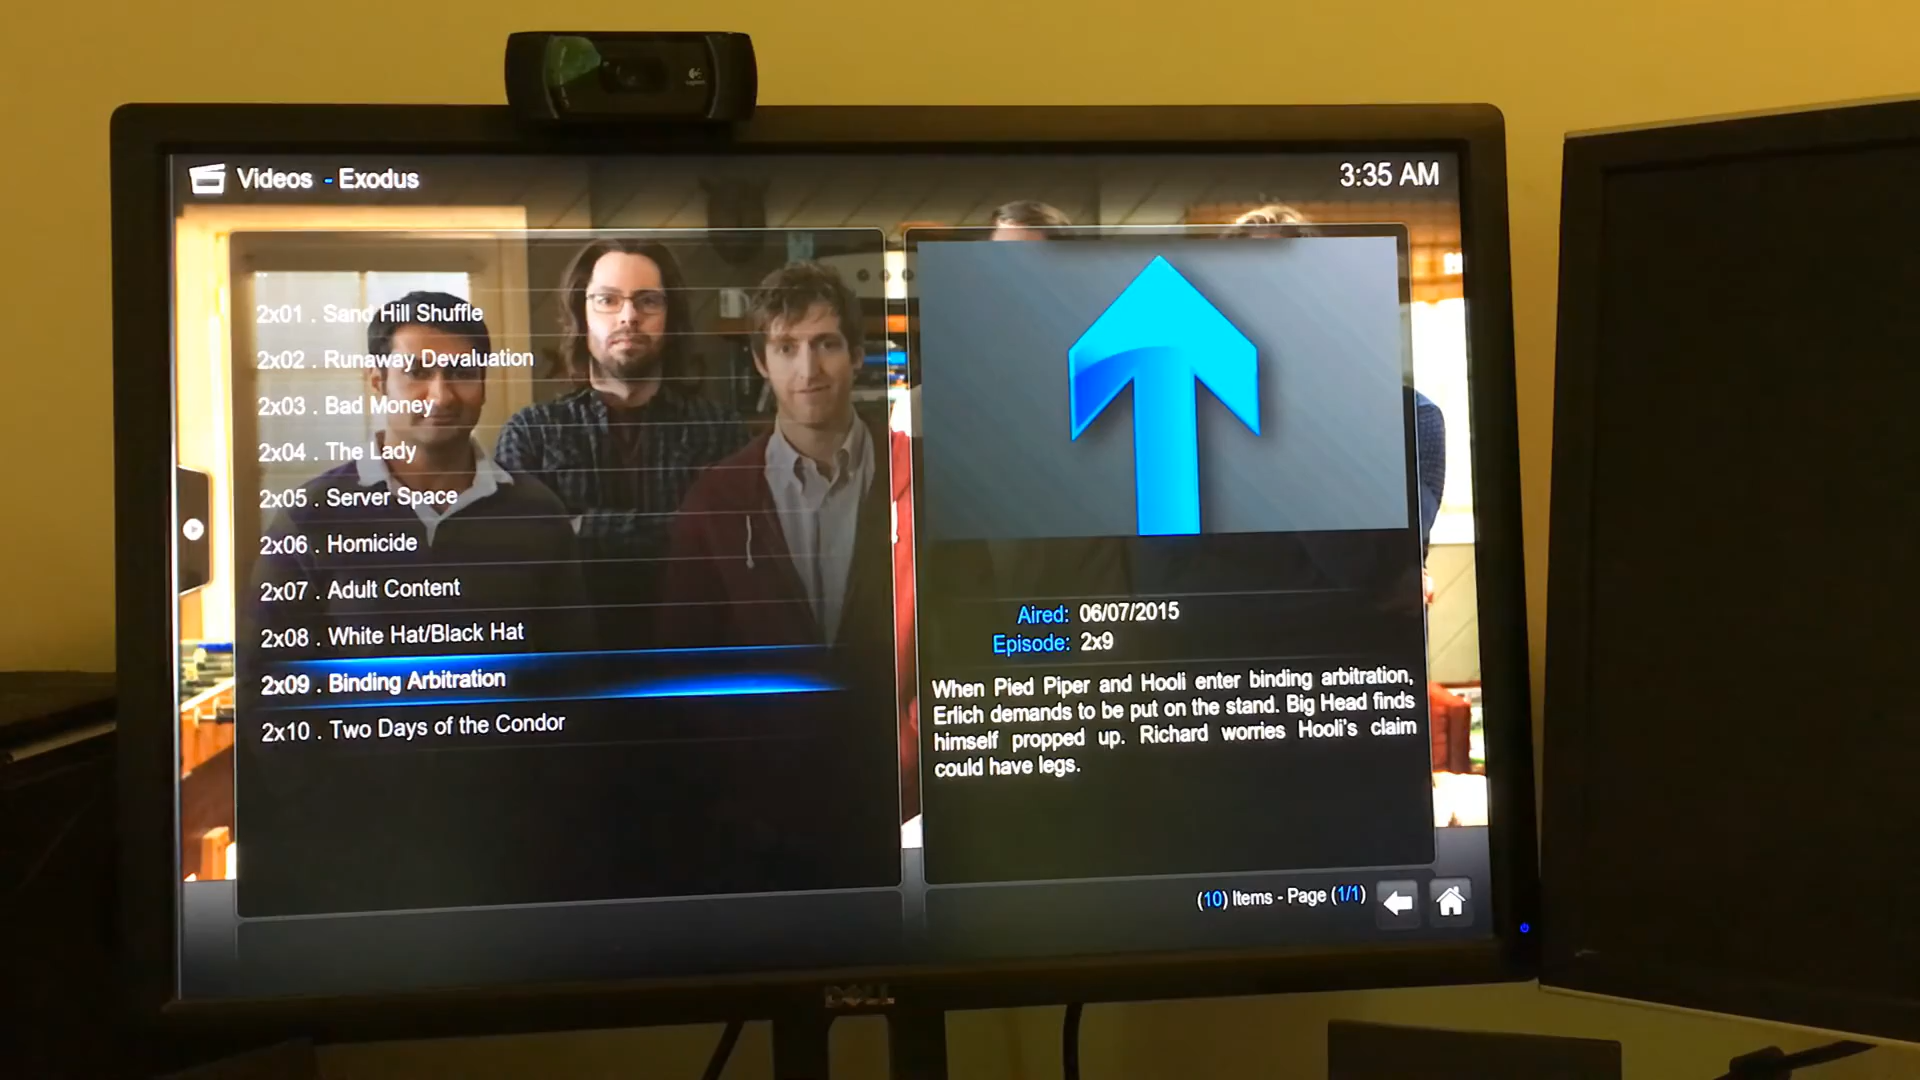 Videos - Exodus
3:35 AM
2x01 . Sand Hill Shuffle
2x02 . Runaway Devaluation
2x03 . Bad Money
2x04 . The Lady
2x05 . Server Space
2x06 . Homicide
2x07 . Adult Content
2x08 . White Hat/Black Hat
2x09 . Binding Arbitration
2x10 . Two Days of the Condor
Aired: 06/07/2015
Episode: 2x9
When Pied Piper and Hooli enter binding arbitration,
Erlich demands to be put on the stand. Big Head finds
himself propped up. Richard worries Hooli's claim
could have legs.
(10) Items - Page (1/1)
DELL